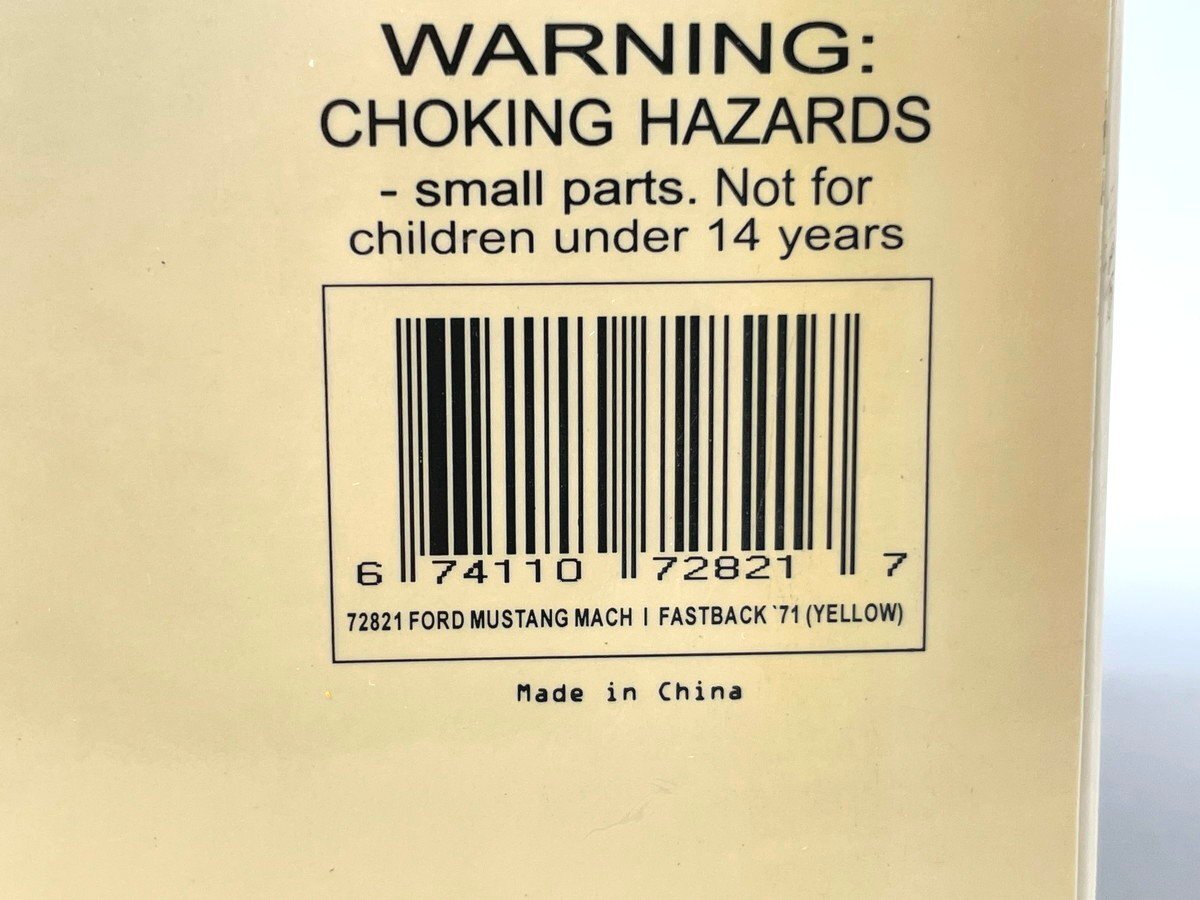 WARNING:
CHOKING HAZARDS
- small parts. Not for
children under 14 years
6 74110 72821 7
72821 FORD MUSTANG MACH I FASTBACK `71 (YELLOW)
Made in China